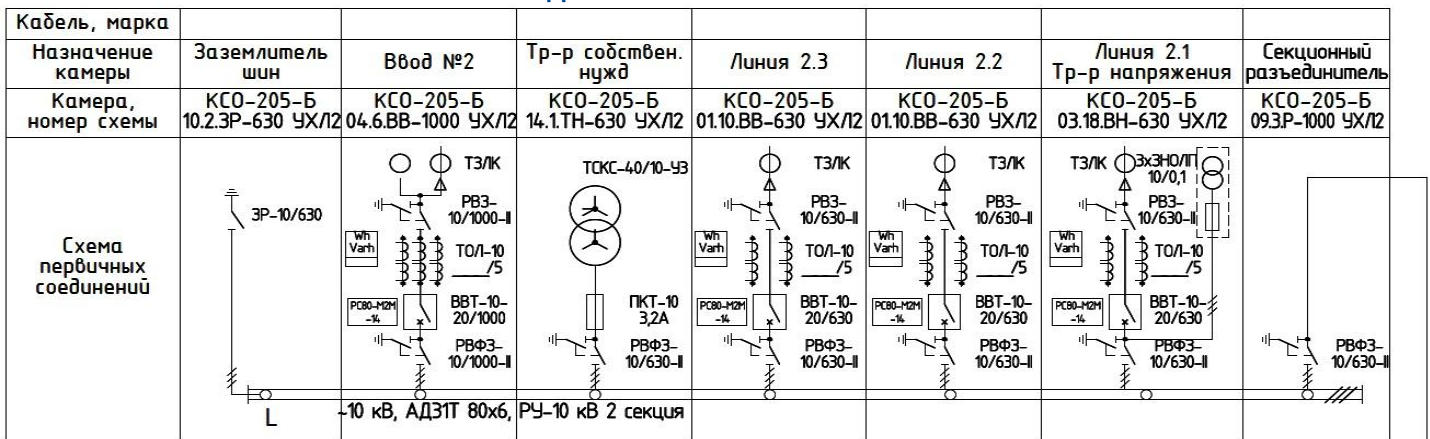 Кабель, марка
Назначение камеры
Заземлитель шин
Ввод №2
Тр-р собствен. нужд
Линия 2.3
Линия 2.2
Линия 2.1
Тр-р напряжения
Секционный разъединитель
Камера, номер схемы
КСО-205-Б
10.2.ЗР-630 УХЛ2
КСО-205-Б
04.6.ВВ-1000 УХЛ2
КСО-205-Б
14.1.ТН-630 УХЛ2
КСО-205-Б
01.10.ВВ-630 УХЛ2
КСО-205-Б
01.10.ВВ-630 УХЛ2
КСО-205-Б
03.18.ВН-630 УХЛ2
КСО-205-Б
09.3.Р-1000 УХЛ2
Схема
первичных
соединений
ЗР-10/630
ТЗЛК
РВЗ-
10/1000-II
Wh
Varh
ТОЛ-10
____/5
РС80-М2М
-14
ВВТ-10-
20/1000
РВФЗ-
10/1000-II
ТСКС-40/10-У3
ПКТ-10
3,2А
РВФЗ-
10/630-II
ТЗЛК
РВЗ-
10/630-II
Wh
Varh
ТОЛ-10
____/5
РС80-М2М
-14
ВВТ-10-
20/630
РВФЗ-
10/630-II
ТЗЛК
РВЗ-
10/630-II
Wh
Varh
ТОЛ-10
____/5
РС80-М2М
-14
ВВТ-10-
20/630
РВФЗ-
10/630-II
ТЗЛК
3хЗНОЛП
10/0,1
РВЗ-
10/630-II
Wh
Varh
ТОЛ-10
____/5
РС80-М2М
-14
ВВТ-10-
20/630
РВФЗ-
10/630-II
РВФЗ-
10/630-II
L
~10 кВ, АД31Т 80х6, РУ-10 кВ 2 секция